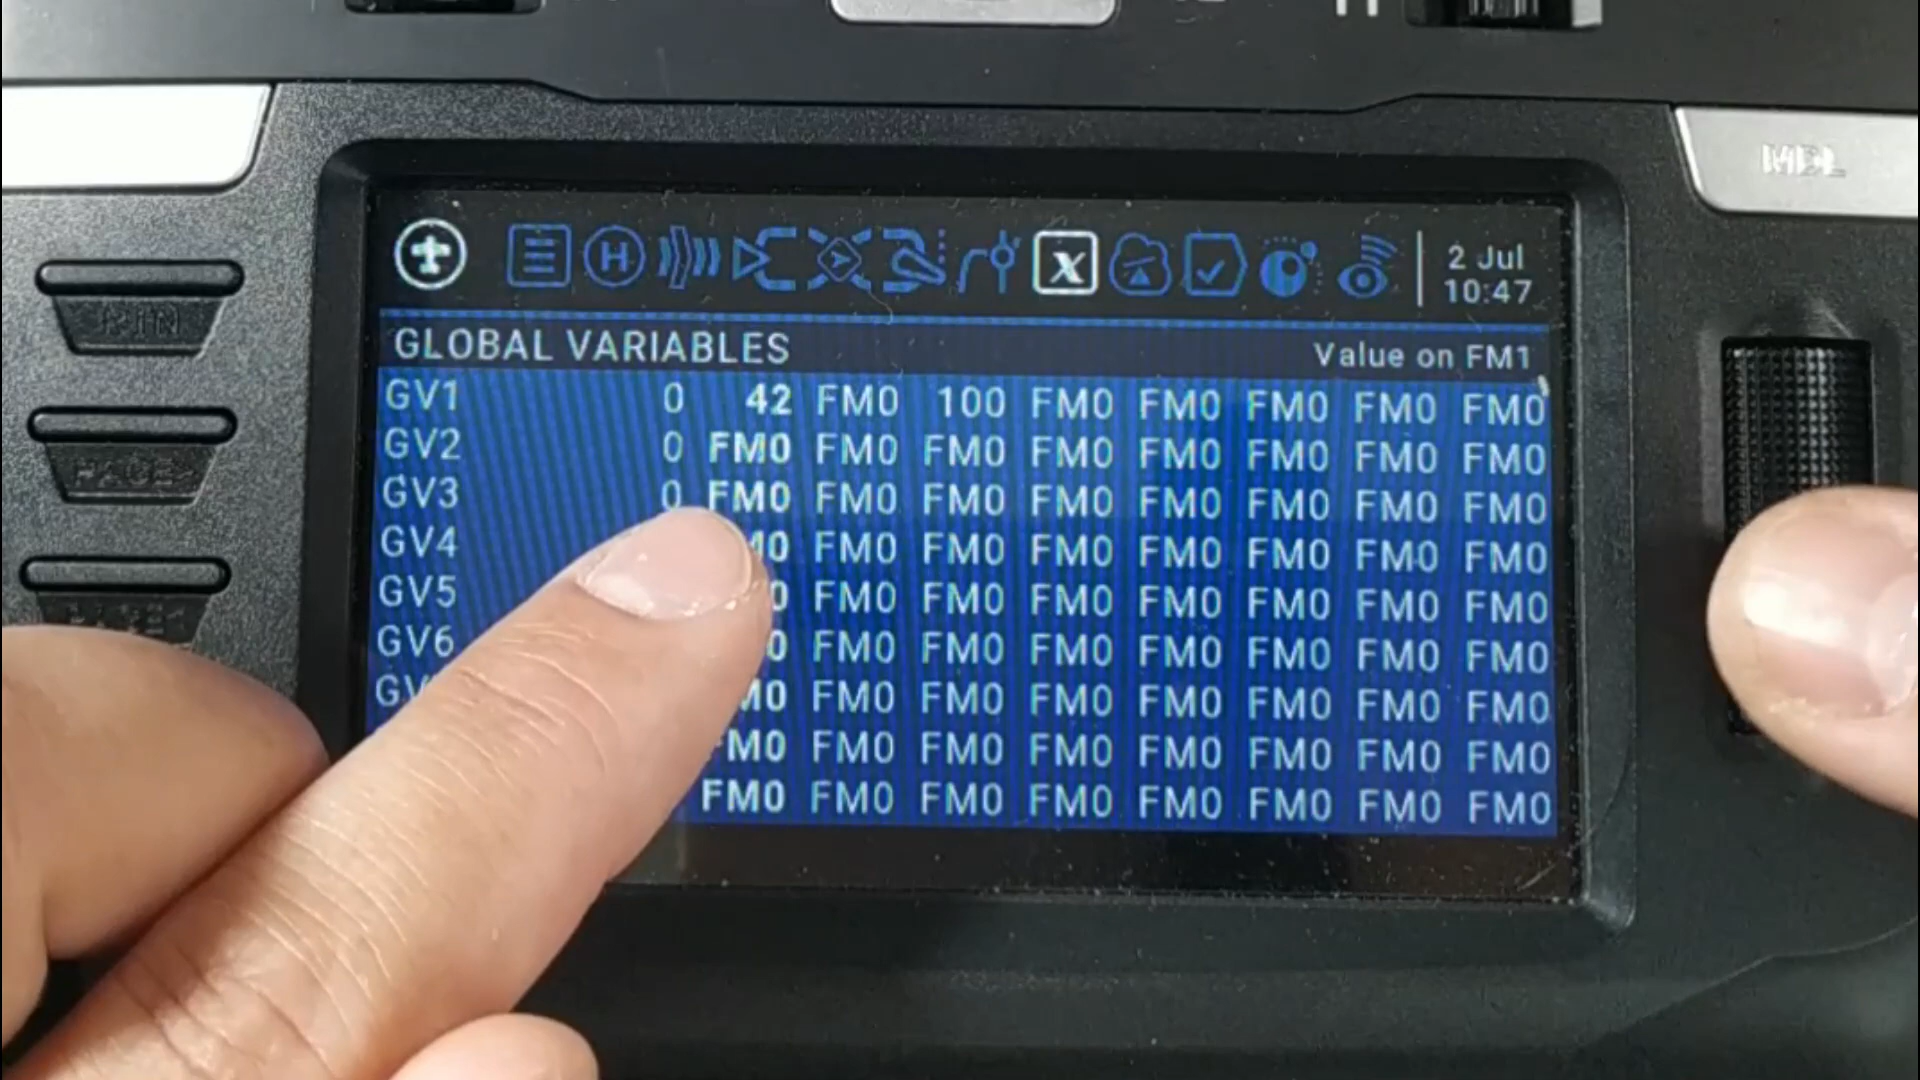 MDL
2 Jul
10:47
GLOBAL VARIABLES Value on FM1
GV1 0 42 FM0 100 FM0 FM0 FM0 FM0 FM0
GV2 0 FM0 FM0 FM0 FM0 FM0 FM0 FM0 FM0
GV3 0 FM0 FM0 FM0 FM0 FM0 FM0 FM0 FM0
GV4 FM0 FM0 FM0 FM0 FM0 FM0 FM0
GV5 FM0 FM0 FM0 FM0 FM0 FM0 FM0
GV6 FM0 FM0 FM0 FM0 FM0 FM0 FM0
FM0 FM0 FM0 FM0 FM0 FM0 FM0
FM0 FM0 FM0 FM0 FM0 FM0 FM0 FM0
FM0 FM0 FM0 FM0 FM0 FM0 FM0 FM0